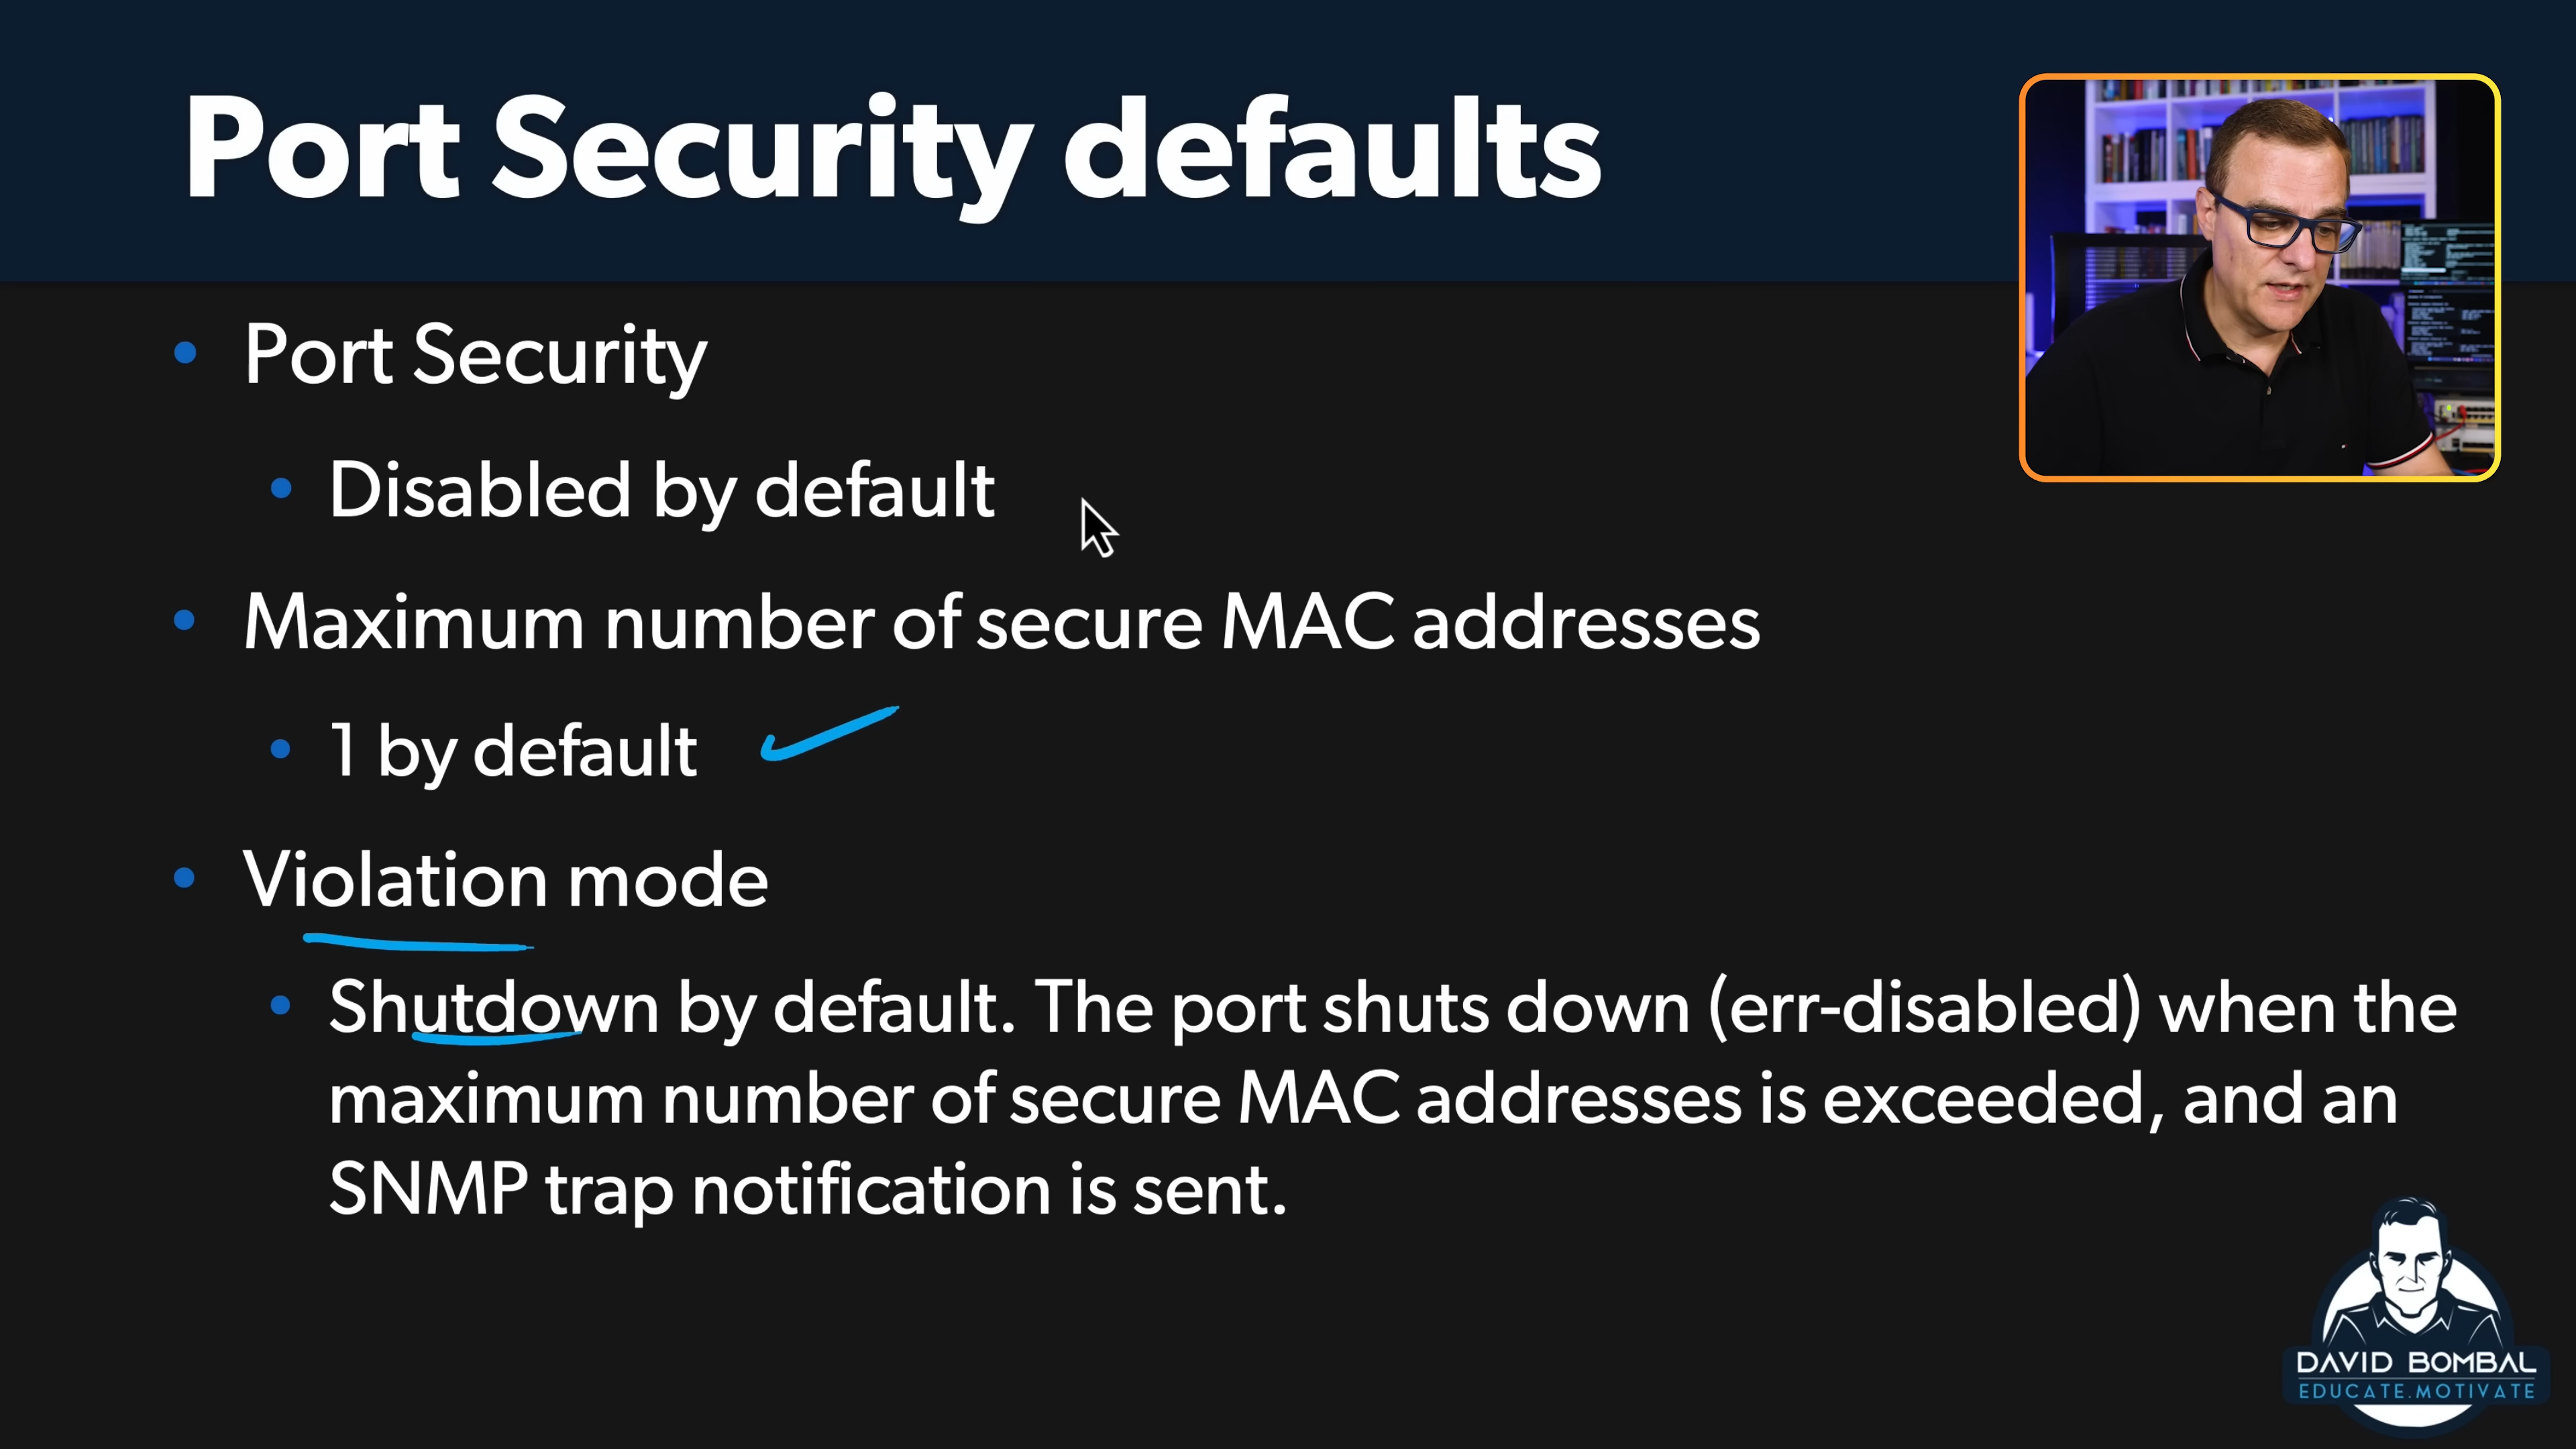 Port Security defaults
Port Security
Disabled by default
Maximum number of secure MAC addresses
1 by default
Violation mode
Shutdown by default. The port shuts down (err-disabled) when the
maximum number of secure MAC addresses is exceeded, and an
SNMP trap notification is sent.
DAVID BOMBAL
EDUCATE.MOTIVATE